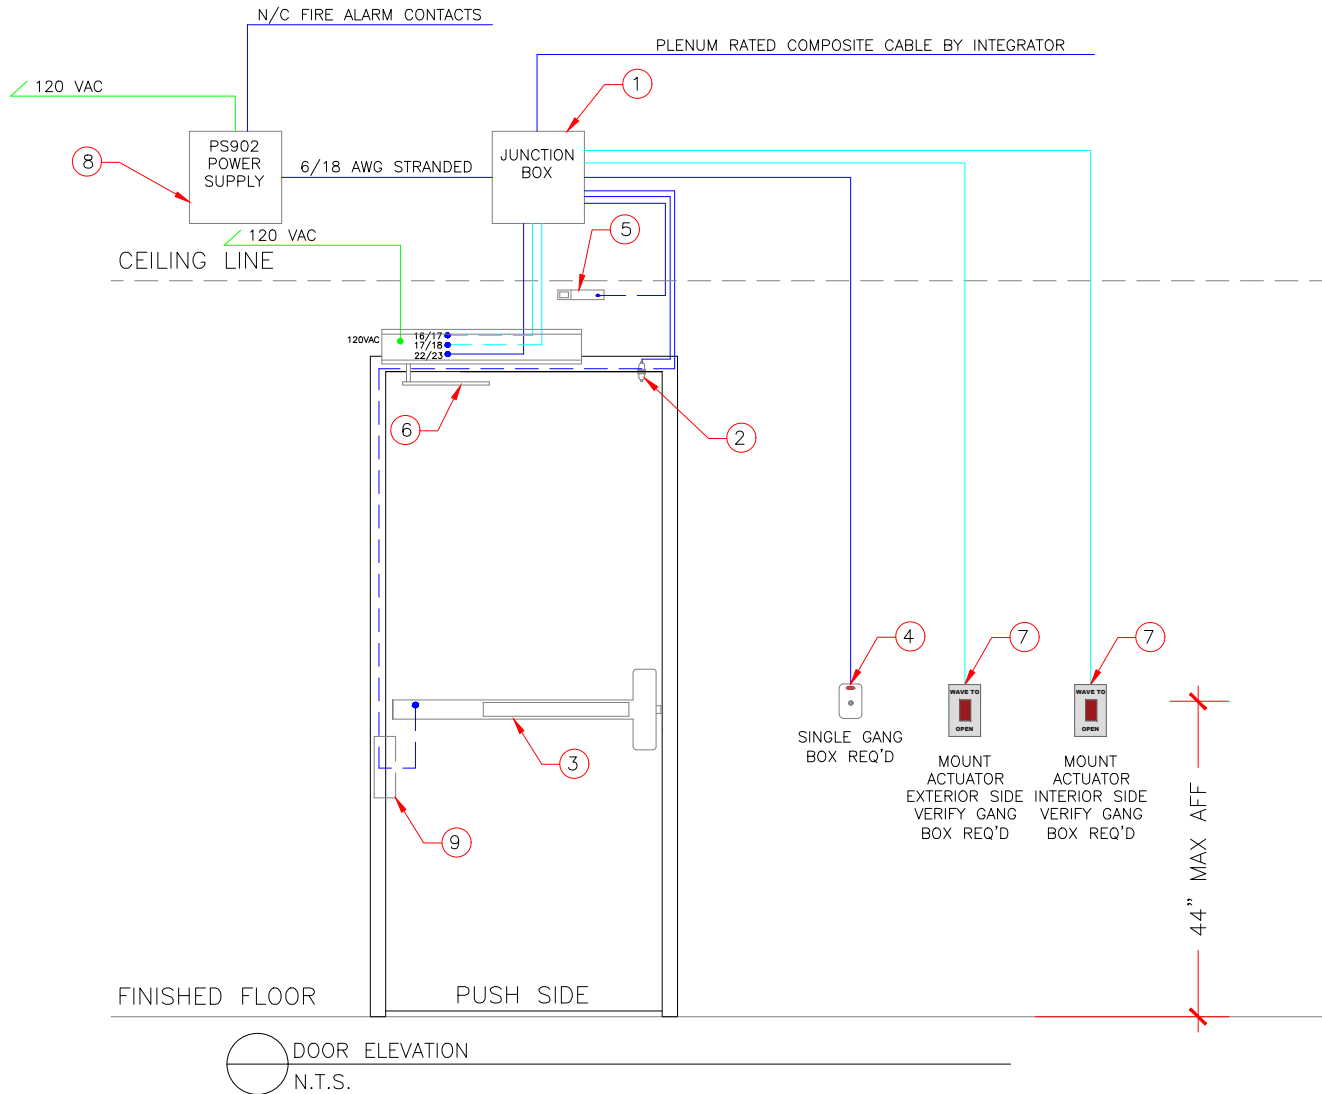 N/C FIRE ALARM CONTACTS
PLENUM RATED COMPOSITE CABLE BY INTEGRATOR
120 VAC
1
PS902
POWER
SUPPLY
8
6/18 AWG STRANDED
JUNCTION
BOX
120 VAC
5
CEILING LINE
120VAC
16/17
17/18
22/23
6
2
4
7
7
WAVE TO
OPEN
WAVE TO
OPEN
SINGLE GANG
BOX REQ'D
MOUNT
ACTUATOR
EXTERIOR SIDE
VERIFY GANG
BOX REQ'D
MOUNT
ACTUATOR
INTERIOR SIDE
VERIFY GANG
BOX REQ'D
3
9
44" MAX AFF
FINISHED FLOOR
PUSH SIDE
DOOR ELEVATION
N.T.S.